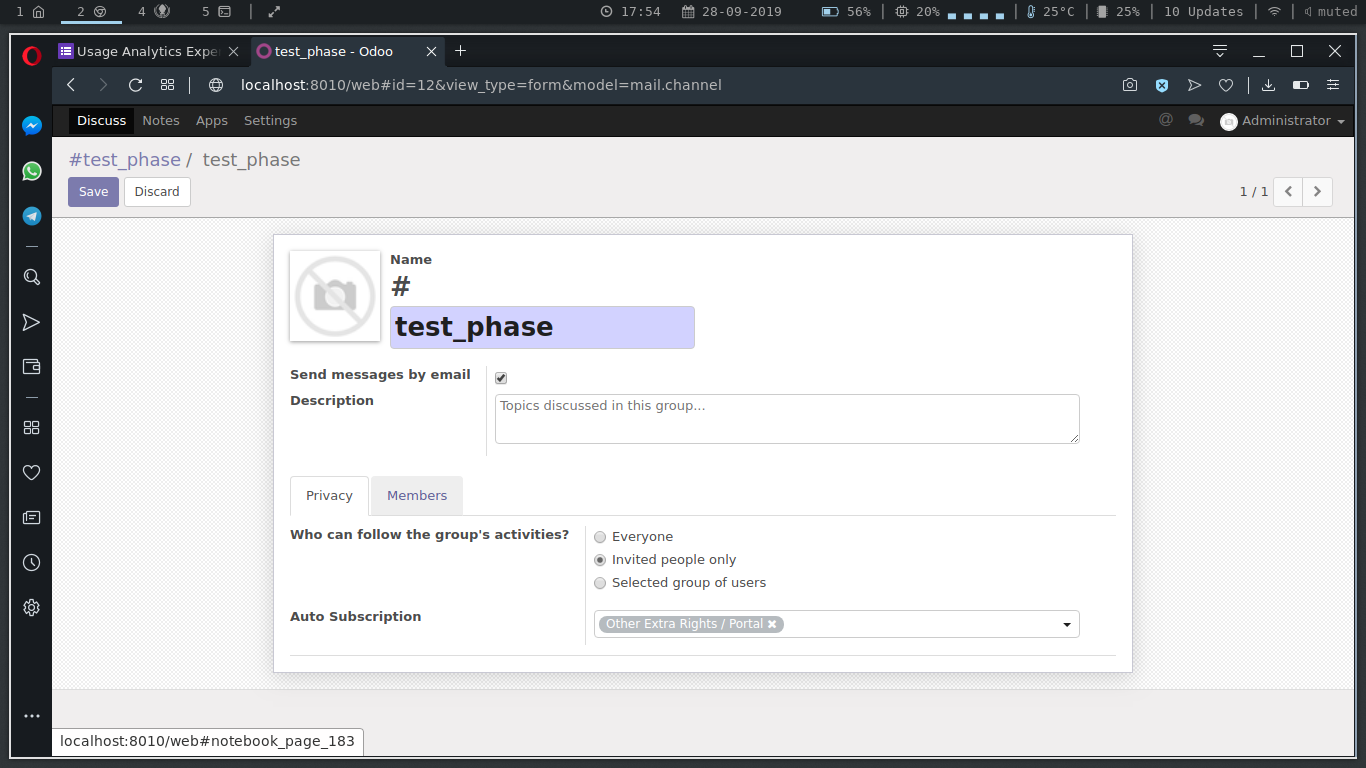 1 2 4 5 17:54 28-09-2019 56% 20% 25°C 25% 10 Updates muted
Usage Analytics Expe test_phase - Odoo
localhost:8010/web#id=12&view_type=form&model=mail.channel
Discuss Notes Apps Settings @ Administrator
#test_phase / test_phase
Save Discard 1 / 1
Name
#
test_phase
Send messages by email
Description Topics discussed in this group...
Privacy Members
Who can follow the group's activities? Everyone
Invited people only
Selected group of users
Auto Subscription Other Extra Rights / Portal
localhost:8010/web#notebook_page_183